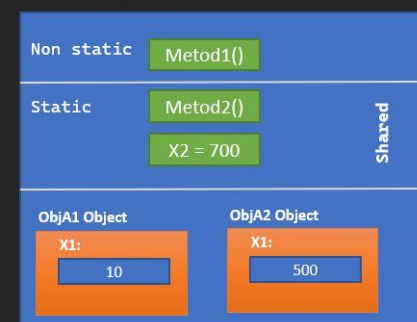 Non static
Metod1()
Static
Metod2()
X2 = 700
Shared
ObjA1 Object
ObjA2 Object
X1:
X1:
10
500